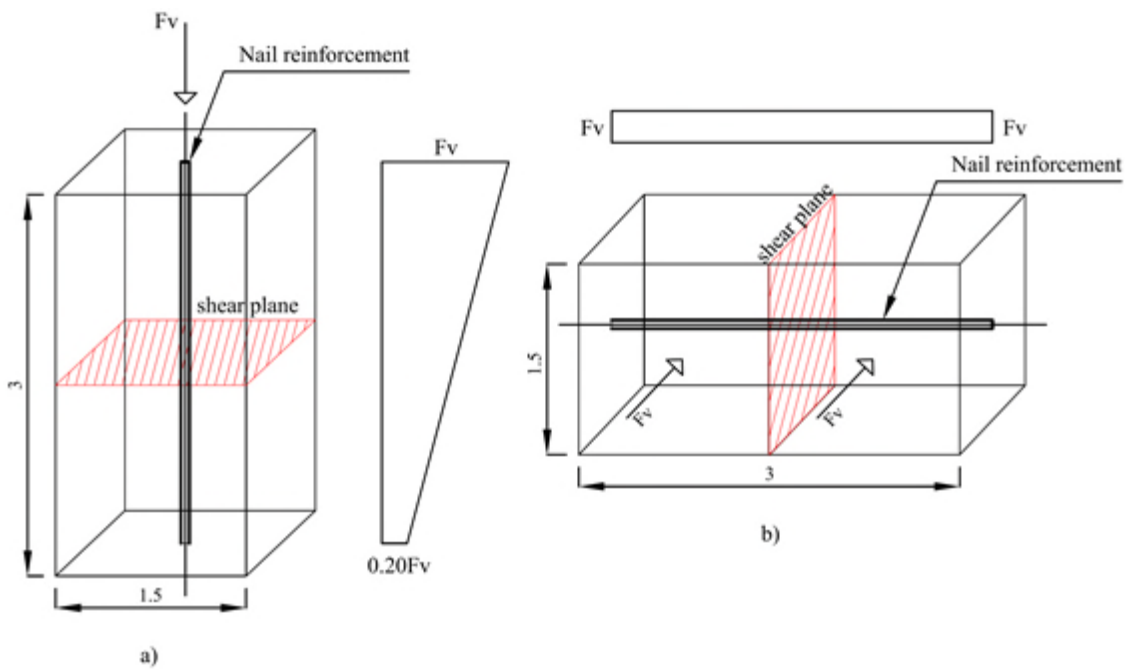 Fv
Nail reinforcement
Fv
shear plane
3
1.5
0.20Fv
a)
Fv
Fv
Nail reinforcement
shear plane
1.5
Fv
Fv
3
b)